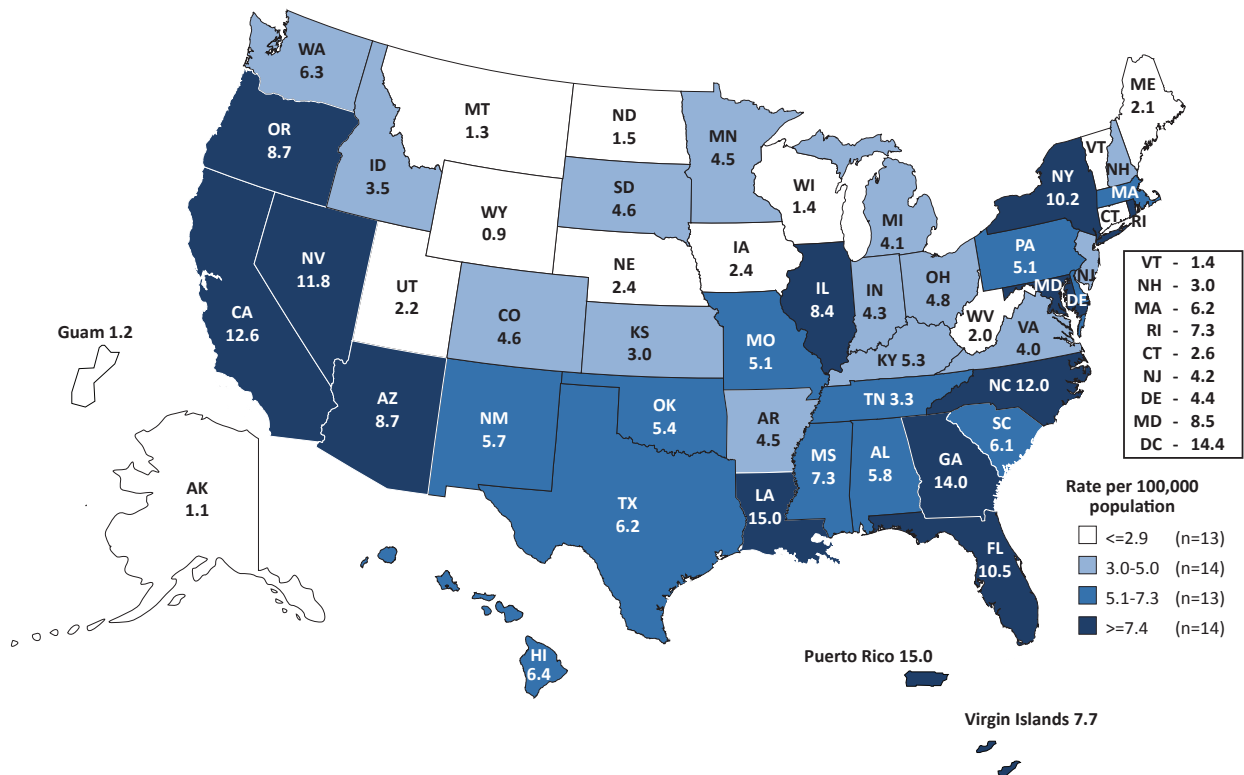 WA
6.3
OR
8.7
MT
1.3
ID
3.5
WY
0.9
ND
1.5
SD
4.6
NE
2.4
MN
4.5
WI
1.4
IA
2.4
MI
4.1
NV
11.8
CA
12.6
UT
2.2
CO
4.6
KS
3.0
MO
5.1
IL
8.4
IN
4.3
OH
4.8
KY 5.3
WV
2.0
VA
4.0
PA
5.1
NY
10.2
ME
2.1
VT
NH
MA
CT
RI
NJ
MD
DE
AZ
8.7
NM
5.7
OK
5.4
TX
6.2
AR
4.5
LA
15.0
MS
7.3
AL
5.8
TN 3.3
NC 12.0
SC
6.1
GA
14.0
FL
10.5
Guam 1.2
AK
1.1
HI
6.4
Puerto Rico 15.0
Virgin Islands 7.7
VT - 1.4
NH - 3.0
MA - 6.2
RI - 7.3
CT - 2.6
NJ - 4.2
DE - 4.4
MD - 8.5
DC - 14.4
Rate per 100,000
population
<=2.9 (n=13)
3.0-5.0 (n=14)
5.1-7.3 (n=13)
>=7.4 (n=14)